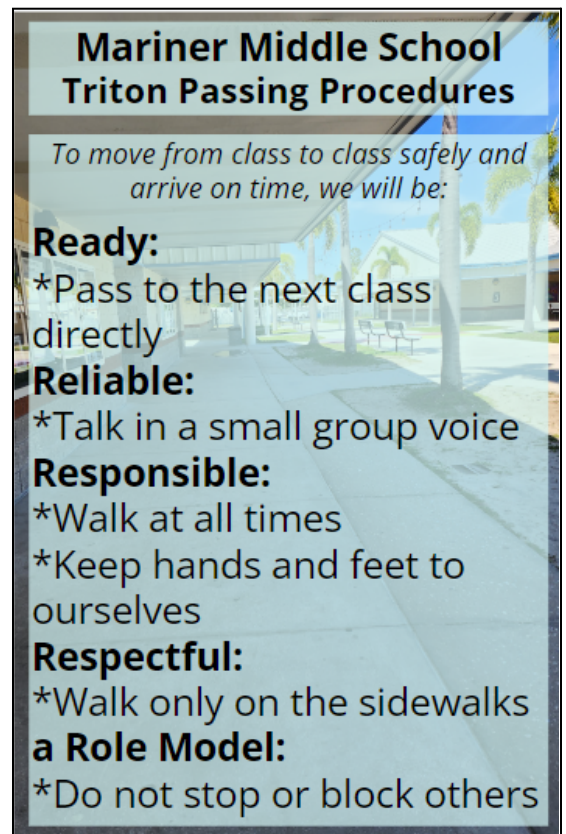 Mariner Middle School
Triton Passing Procedures
To move from class to class safely and
arrive on time, we will be:
Ready:
*Pass to the next class
directly
Reliable:
*Talk in a small group voice
Responsible:
*Walk at all times
*Keep hands and feet to
ourselves
Respectful:
*Walk only on the sidewalks
a Role Model:
*Do not stop or block others